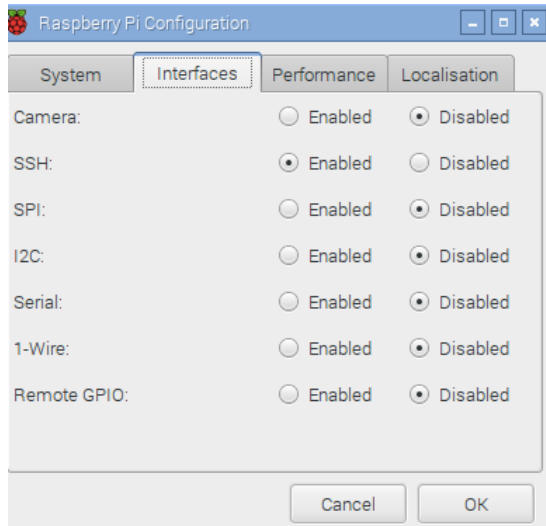 Raspberry Pi Configuration
System Interfaces Performance Localisation
Camera: Enabled Disabled
SSH: Enabled Disabled
SPI: Enabled Disabled
I2C: Enabled Disabled
Serial: Enabled Disabled
1-Wire: Enabled Disabled
Remote GPIO: Enabled Disabled
Cancel OK